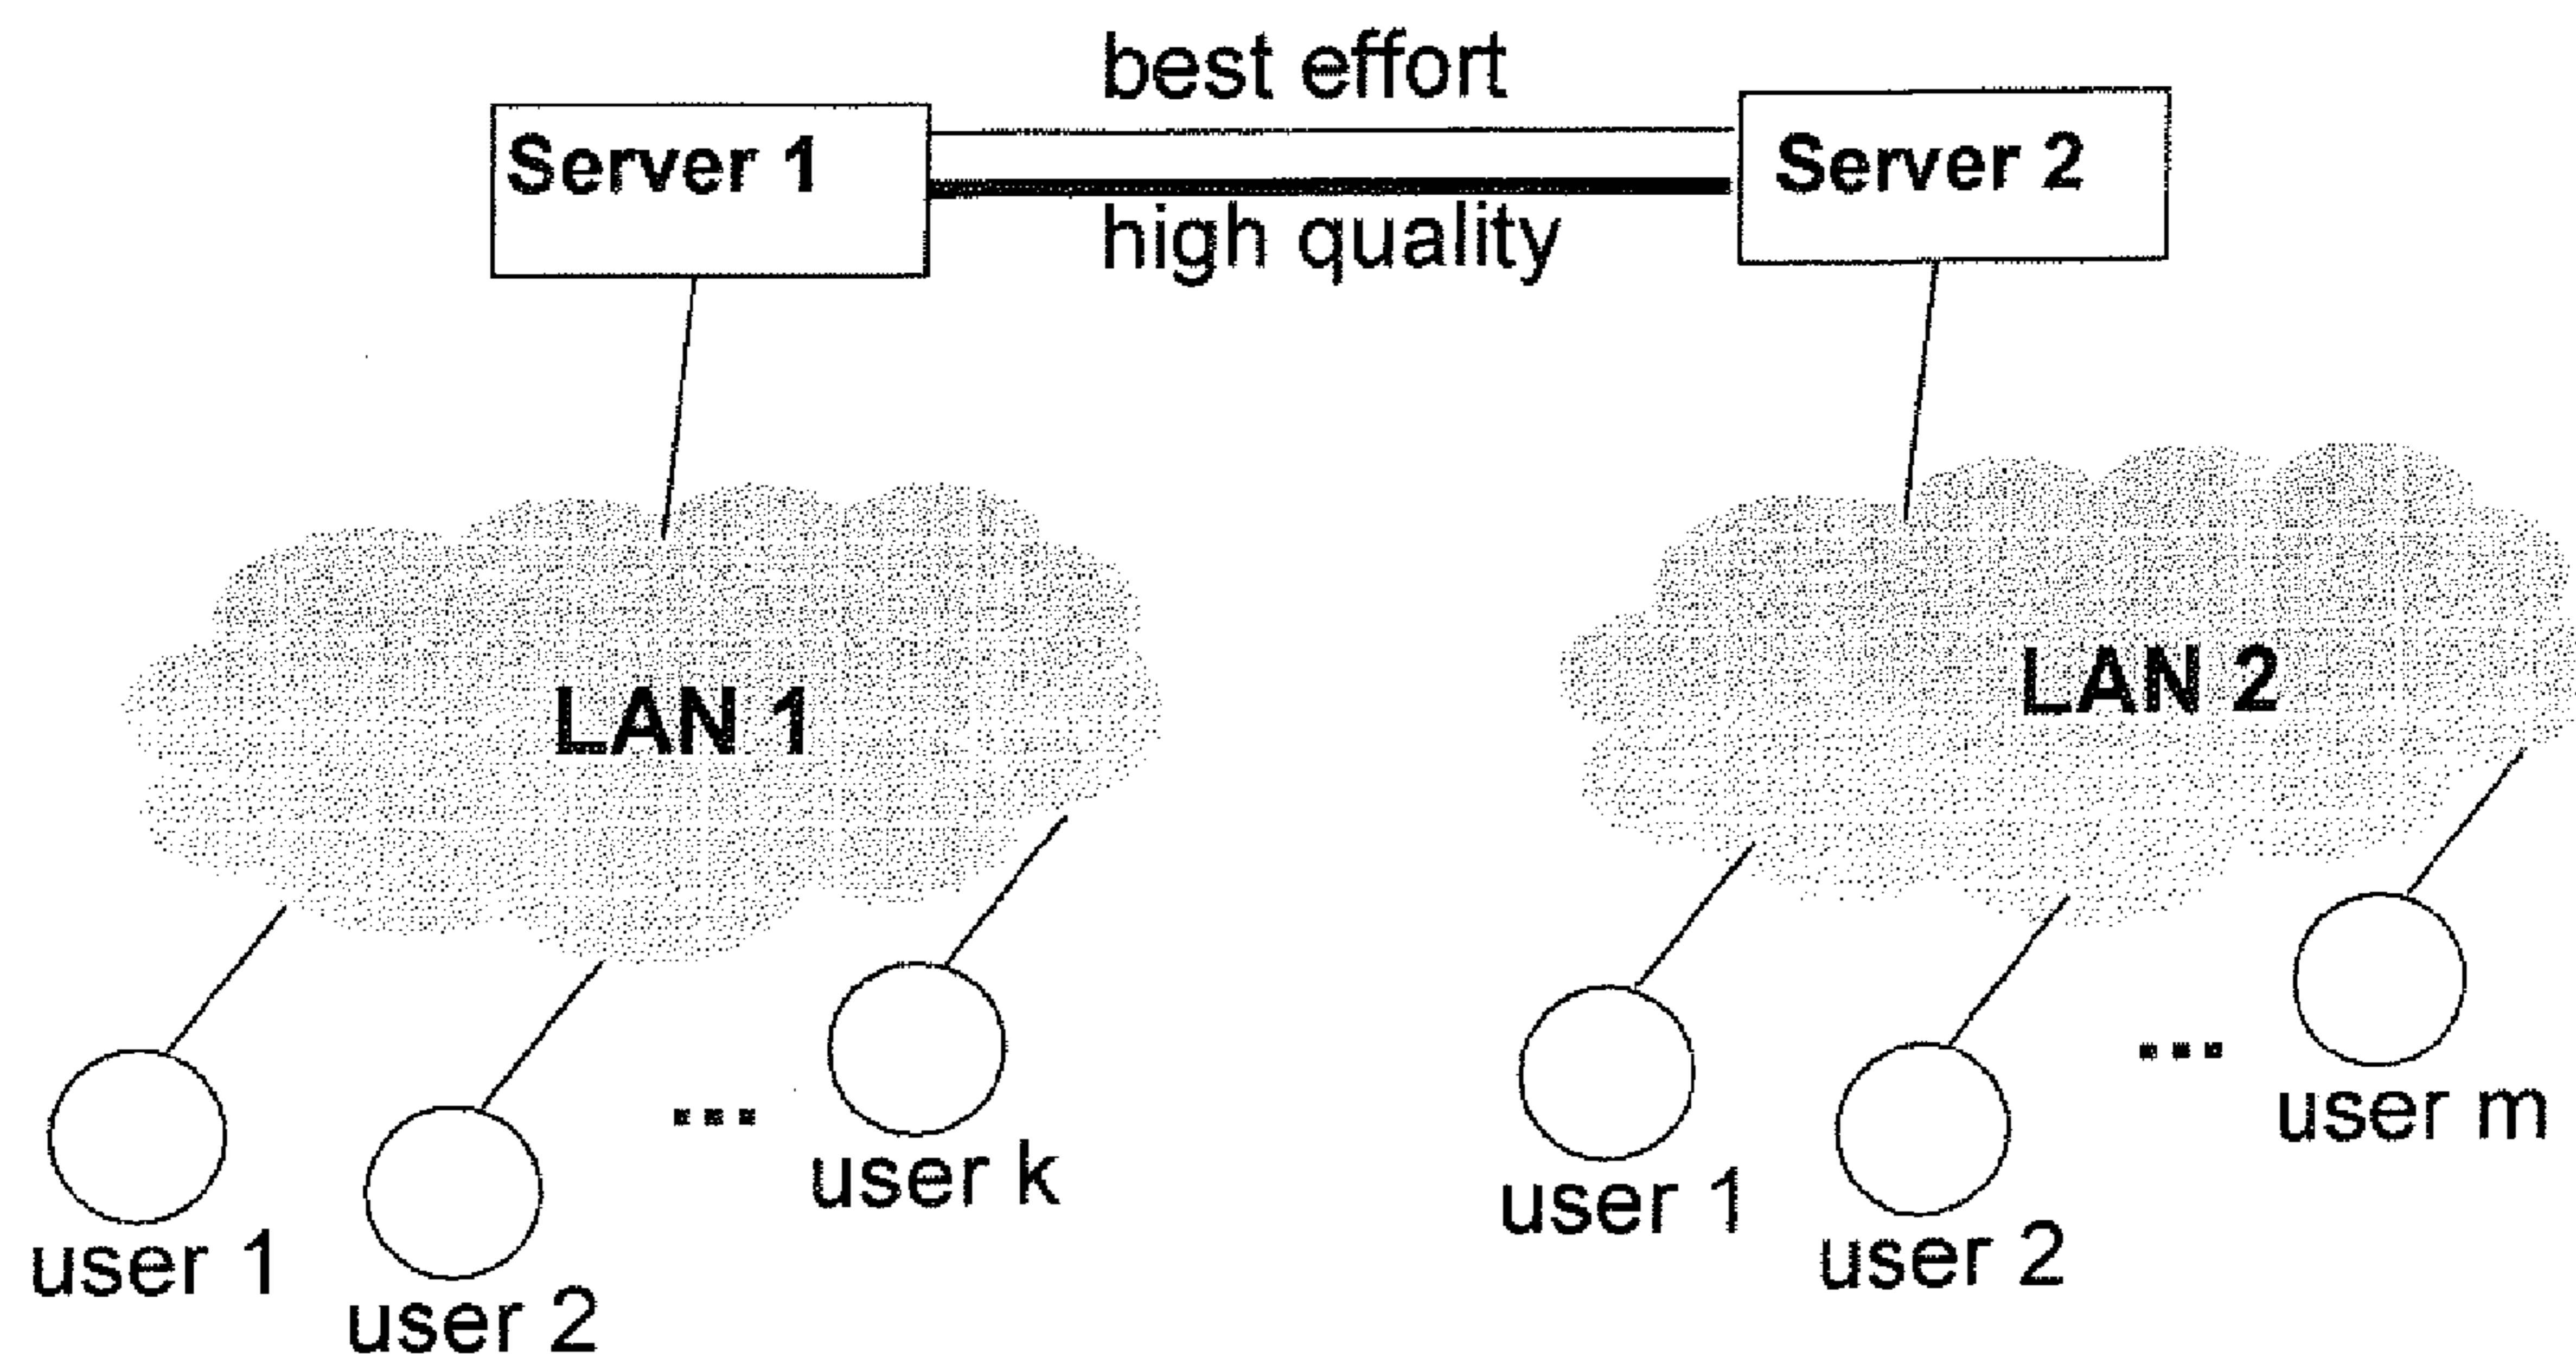 best effort
Server 1
Server 2
high quality
LAN 1
LAN 2
user 1
user 2
...
user k
user 1
user 2
...
user m